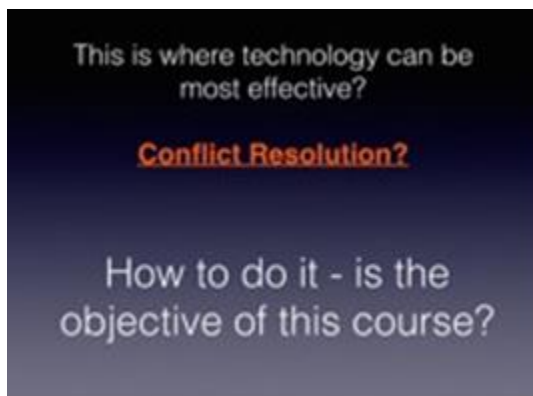 This is where technology can be
most effective?
Conflict Resolution?
How to do it - is the
objective of this course?